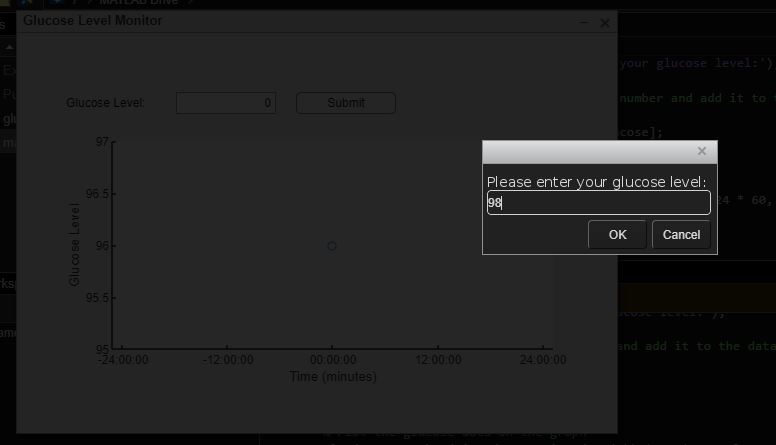 MATLAB Drive
Glucose Level Monitor
Glucose Level:
0
Submit
97
96.5
96
95.5
95
Glucose Level
-24:00:00
-12:00:00
00:00:00
12:00:00
24:00:00
Time (minutes)
Please enter your glucose level:
98
OK
Cancel
your glucose level:')
number and add it to t
cose];
24 * 60,
cose level:');
and add it to the data